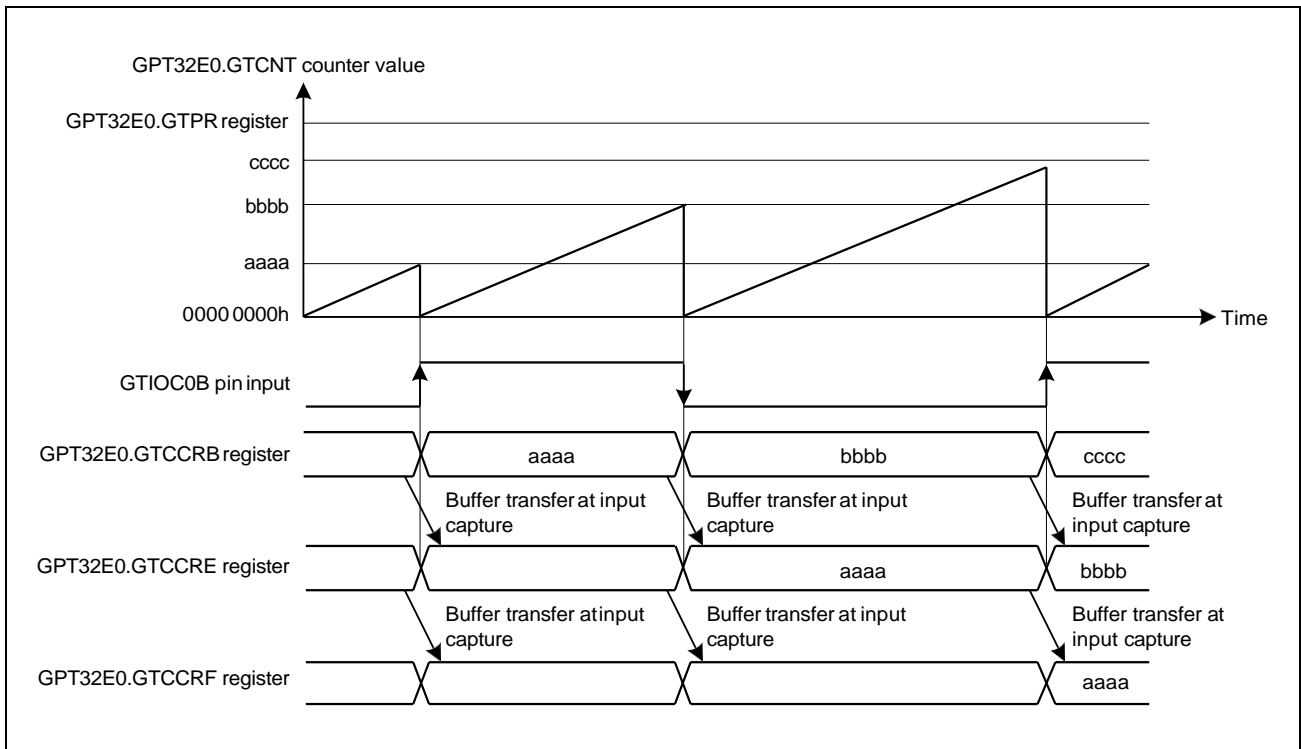 GPT32E0.GTCNT counter value
GPT32E0.GTPR register
cccc
bbbb
aaaa
0000 0000h
Time
GTIOC0B pin input
GPT32E0.GTCCRB register
aaaa
bbbb
cccc
Buffer transfer at input
capture
Buffer transfer at input
capture
Buffer transfer at
input capture
GPT32E0.GTCCRE register
aaaa
bbbb
Buffer transfer at input
capture
Buffer transfer at input
capture
Buffer transfer at
input capture
GPT32E0.GTCCRF register
aaaa